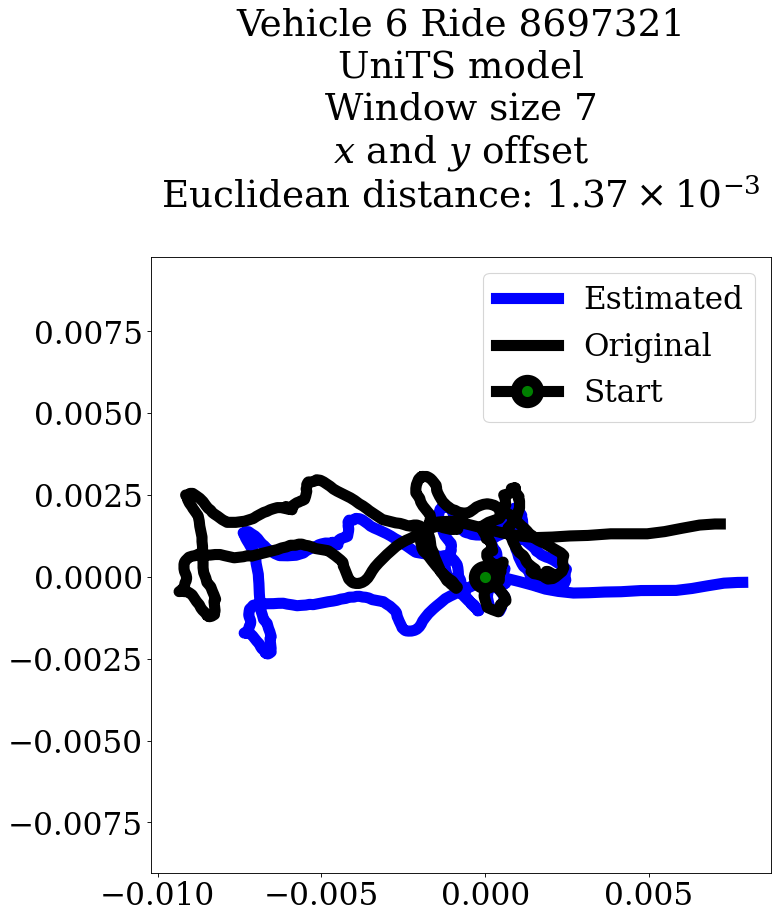 Vehicle 6 Ride 8697321
UniTS model
Window size 7
x and y offset
Euclidean distance: 1.37 × 10⁻³
Estimated
Original
Start
0.0075
0.0050
0.0025
0.0000
−0.0025
−0.0050
−0.0075
−0.010 −0.005 0.000 0.005